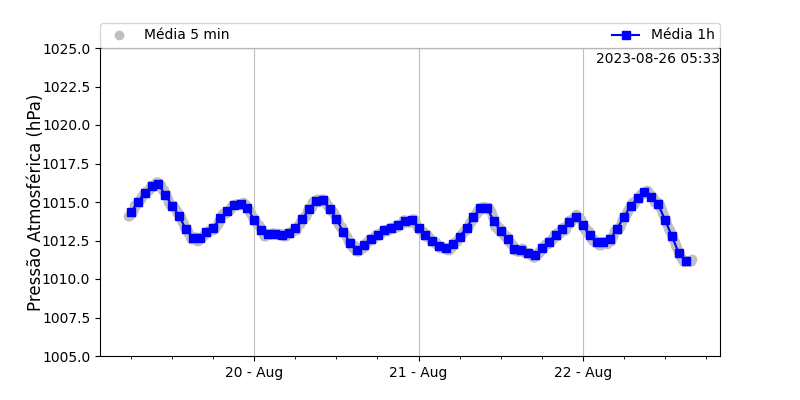 Média 5 min
Média 1h
2023-08-26 05:33
Pressão Atmosférica (hPa)
1025.0
1022.5
1020.0
1017.5
1015.0
1012.5
1010.0
1007.5
1005.0
20 - Aug
21 - Aug
22 - Aug